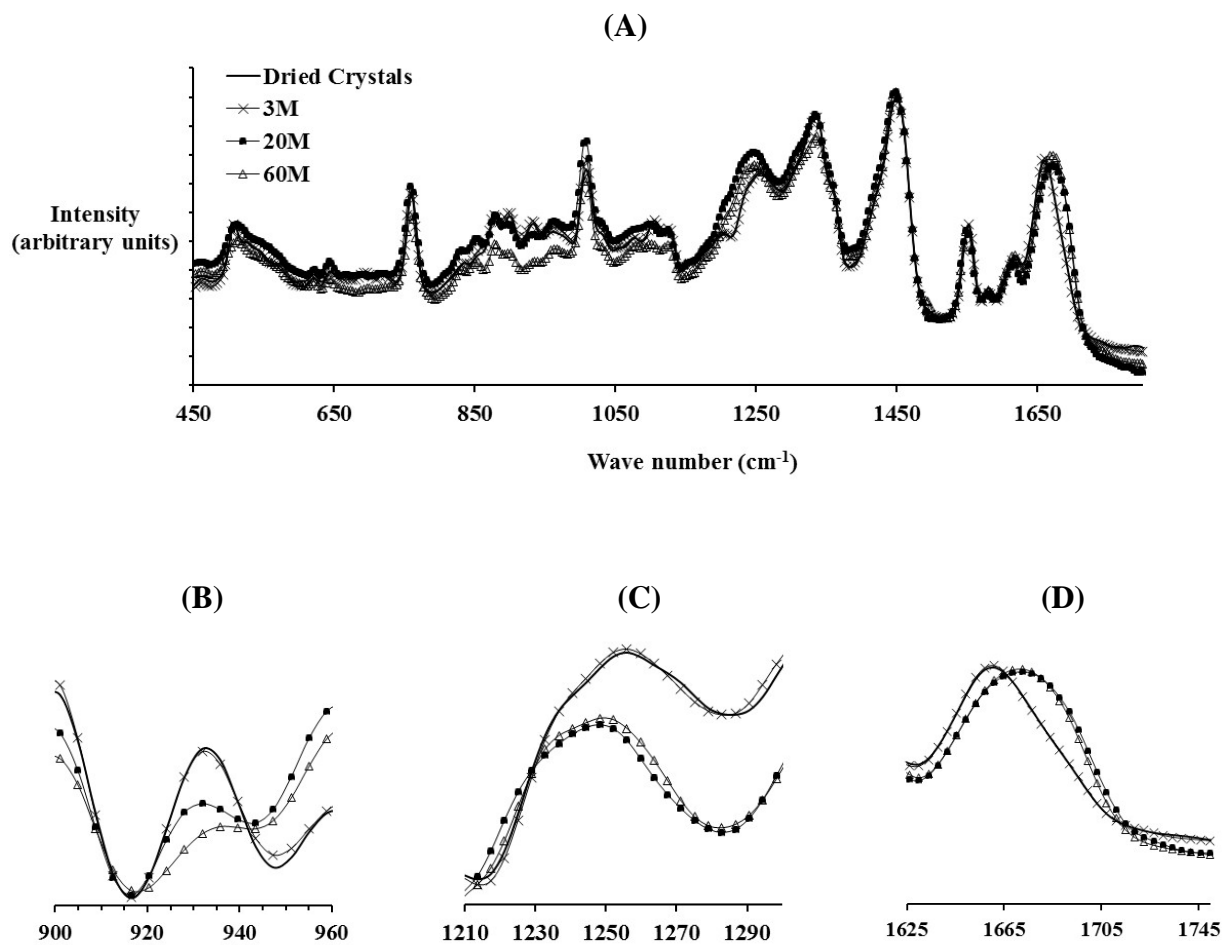 (A)
Dried Crystals
3M
20M
60M
Intensity
(arbitrary units)
450 650 850 1050 1250 1450 1650
Wave number (cm-1)
(B) (C) (D)
900 920 940 960 1210 1230 1250 1270 1290 1625 1665 1705 1745